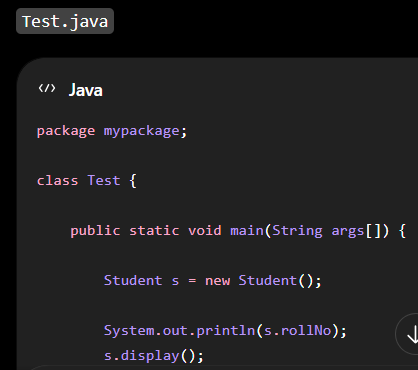 Test.java
Java
package mypackage;
class Test {
public static void main(String args[]) {
Student s = new Student();
System.out.println(s.rollNo);
s.display();